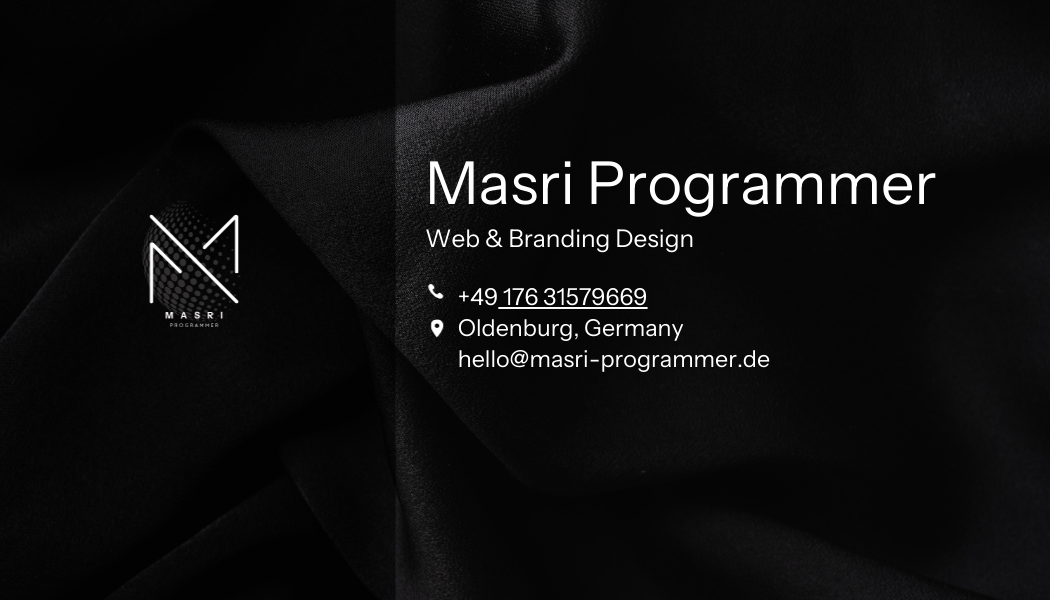 MASRI
PROGRAMMER
Masri Programmer
Web & Branding Design
+49 176 31579669
Oldenburg, Germany
hello@masri-programmer.de